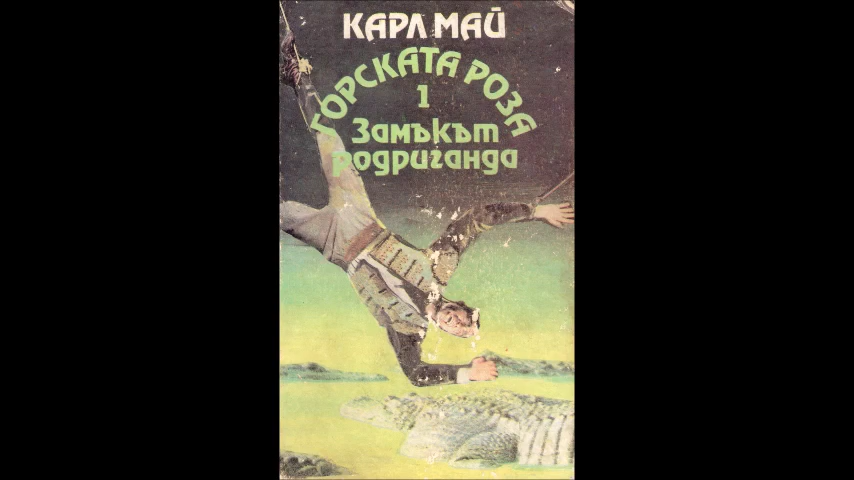 КАРЛ МАЙ
ГОРСКАТА РОЗА
1
Замъкът
родриганда